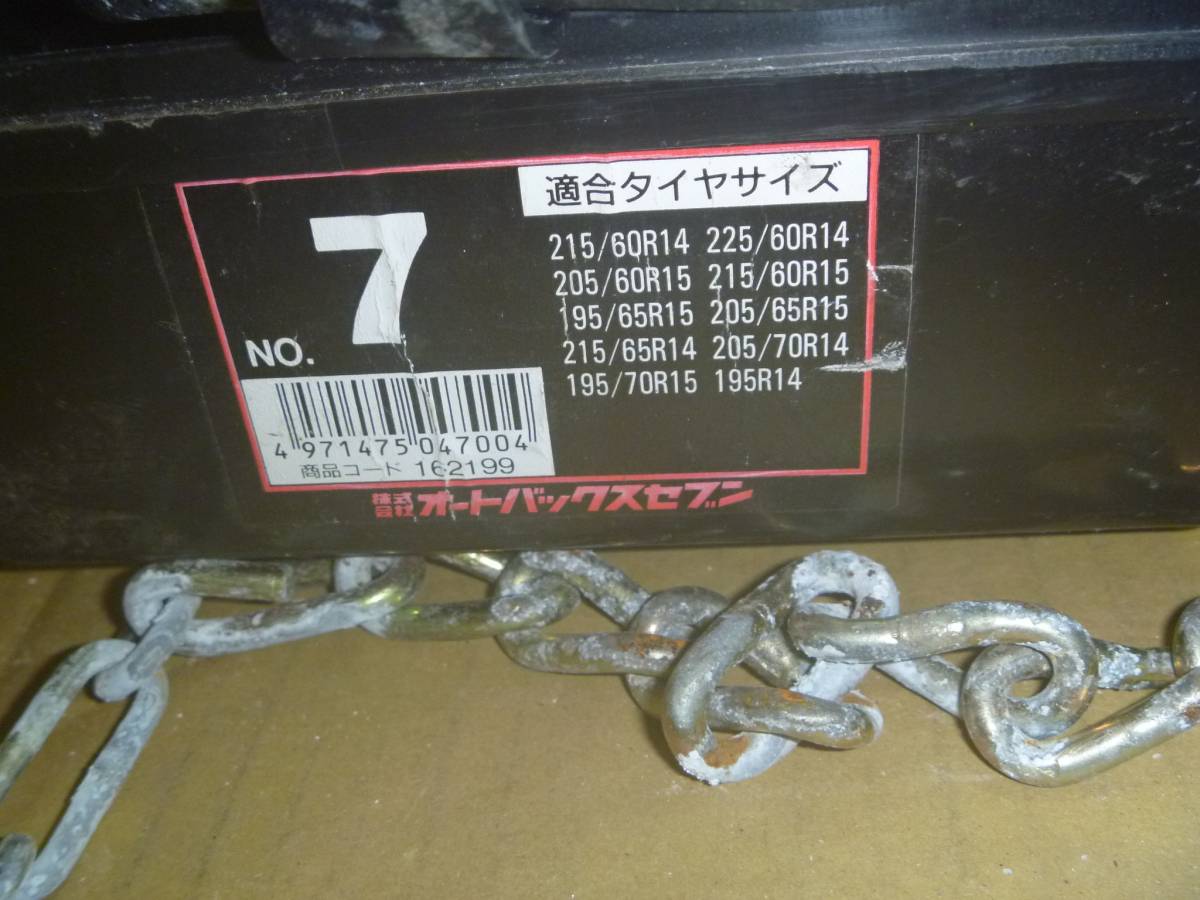 適合タイヤサイズ
NO. 7
215/60R14 225/60R14
205/60R15 215/60R15
195/65R15 205/65R15
215/65R14 205/70R14
195/70R15 195R14
4 971475 047004
商品コード 162199
株式会社 オートバックスセブン